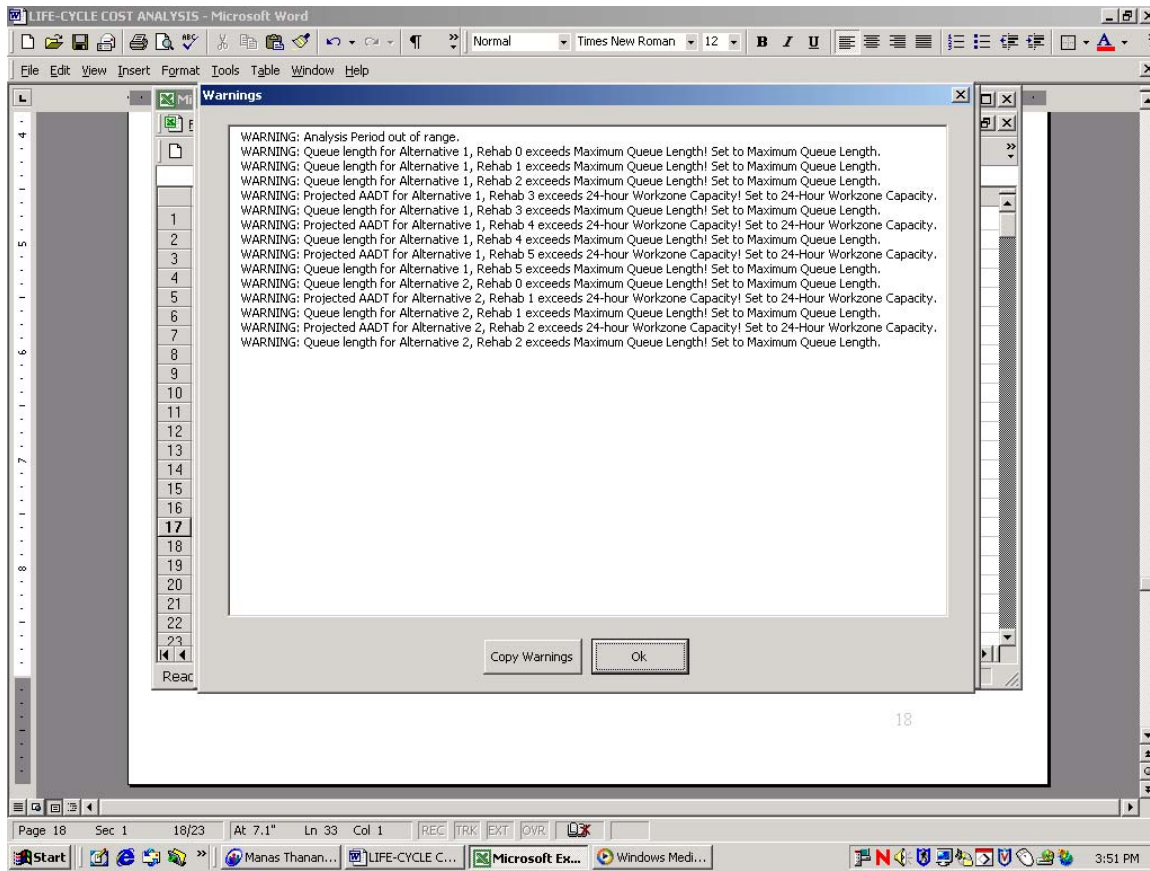 LIFE-CYCLE COST ANALYSIS - Microsoft Word
Normal Times New Roman 12 B I U A
File Edit View Insert Format Tools Table Window Help
Warnings
WARNING: Analysis Period out of range.
WARNING: Queue length for Alternative 1, Rehab 0 exceeds Maximum Queue Length! Set to Maximum Queue Length.
WARNING: Queue length for Alternative 1, Rehab 1 exceeds Maximum Queue Length! Set to Maximum Queue Length.
WARNING: Queue length for Alternative 1, Rehab 2 exceeds Maximum Queue Length! Set to Maximum Queue Length.
WARNING: Projected AADT for Alternative 1, Rehab 3 exceeds 24-hour Workzone Capacity! Set to 24-Hour Workzone Capacity.
WARNING: Queue length for Alternative 1, Rehab 3 exceeds Maximum Queue Length! Set to Maximum Queue Length.
WARNING: Projected AADT for Alternative 1, Rehab 4 exceeds 24-hour Workzone Capacity! Set to 24-Hour Workzone Capacity.
WARNING: Queue length for Alternative 1, Rehab 4 exceeds Maximum Queue Length! Set to Maximum Queue Length.
WARNING: Projected AADT for Alternative 1, Rehab 5 exceeds 24-hour Workzone Capacity! Set to 24-Hour Workzone Capacity.
WARNING: Queue length for Alternative 1, Rehab 5 exceeds Maximum Queue Length! Set to Maximum Queue Length.
WARNING: Queue length for Alternative 2, Rehab 0 exceeds Maximum Queue Length! Set to Maximum Queue Length.
WARNING: Projected AADT for Alternative 2, Rehab 1 exceeds 24-hour Workzone Capacity! Set to 24-Hour Workzone Capacity.
WARNING: Queue length for Alternative 2, Rehab 1 exceeds Maximum Queue Length! Set to Maximum Queue Length.
WARNING: Projected AADT for Alternative 2, Rehab 2 exceeds 24-hour Workzone Capacity! Set to 24-Hour Workzone Capacity.
WARNING: Queue length for Alternative 2, Rehab 2 exceeds Maximum Queue Length! Set to Maximum Queue Length.
1
2
3
4
5
6
7
8
9
10
11
12
13
14
15
16
17
18
19
20
21
22
23
Copy Warnings Ok
Reac
18
Page 18 Sec 1 18/23 At 7.1" Ln 33 Col 1 REC TRK EXT OVR
Start Manas Thanan... LIFE-CYCLE C... Microsoft Ex... Windows Medi... 3:51 PM